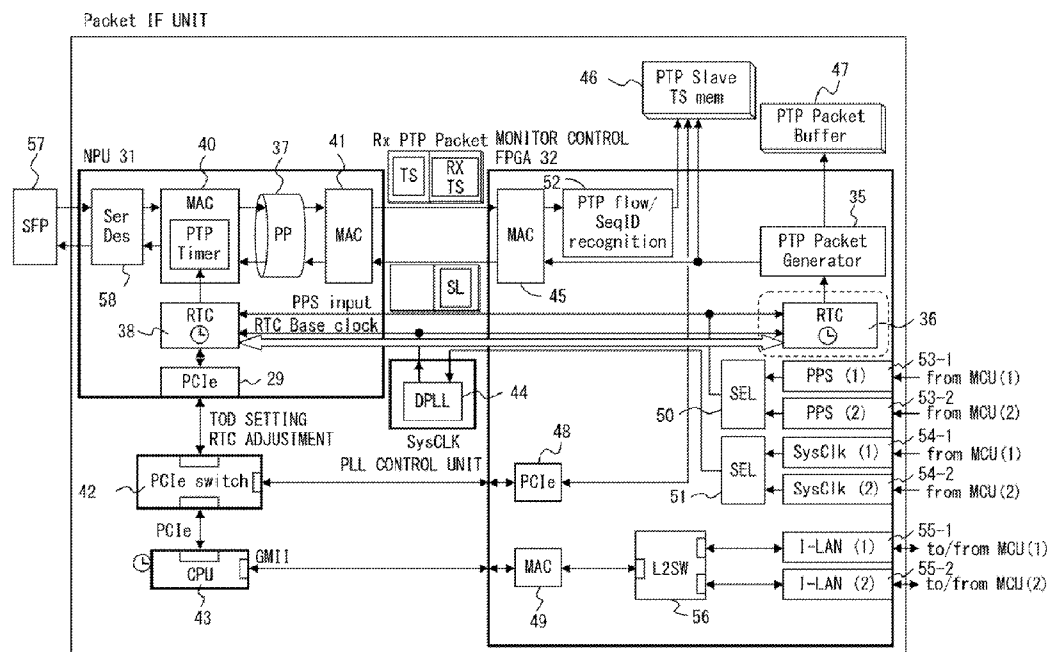 Packet IF UNIT
46
PTP Slave
TS mem
47
PTP Packet
Buffer
57
SFP
NPU 31
40
37
41
Rx PTP Packet
MONITOR CONTROL
FPGA 32
52
Ser
Des
58
MAC
PTP
Timer
PP
MAC
TS
RX
TS
MAC
45
PTP flow/
SeqID
recognition
35
PTP Packet
Generator
SL
PPS input
RTC Base clock
38
RTC
RTC
36
PCIe
29
DPLL
44
SysCLK
PLL CONTROL UNIT
SEL
50
PPS (1)
53-1
from MCU(1)
PPS (2)
53-2
from MCU(2)
SEL
51
SysClk (1)
54-1
from MCU(1)
SysClk (2)
54-2
from MCU(2)
TOD SETTING
RTC ADJUSTMENT
42
PCIe switch
48
PCIe
PCIe
GMII
CPU
43
MAC
49
L2SW
56
I-LAN (1)
55-1
to/from MCU(1)
I-LAN (2)
55-2
to/from MCU(2)